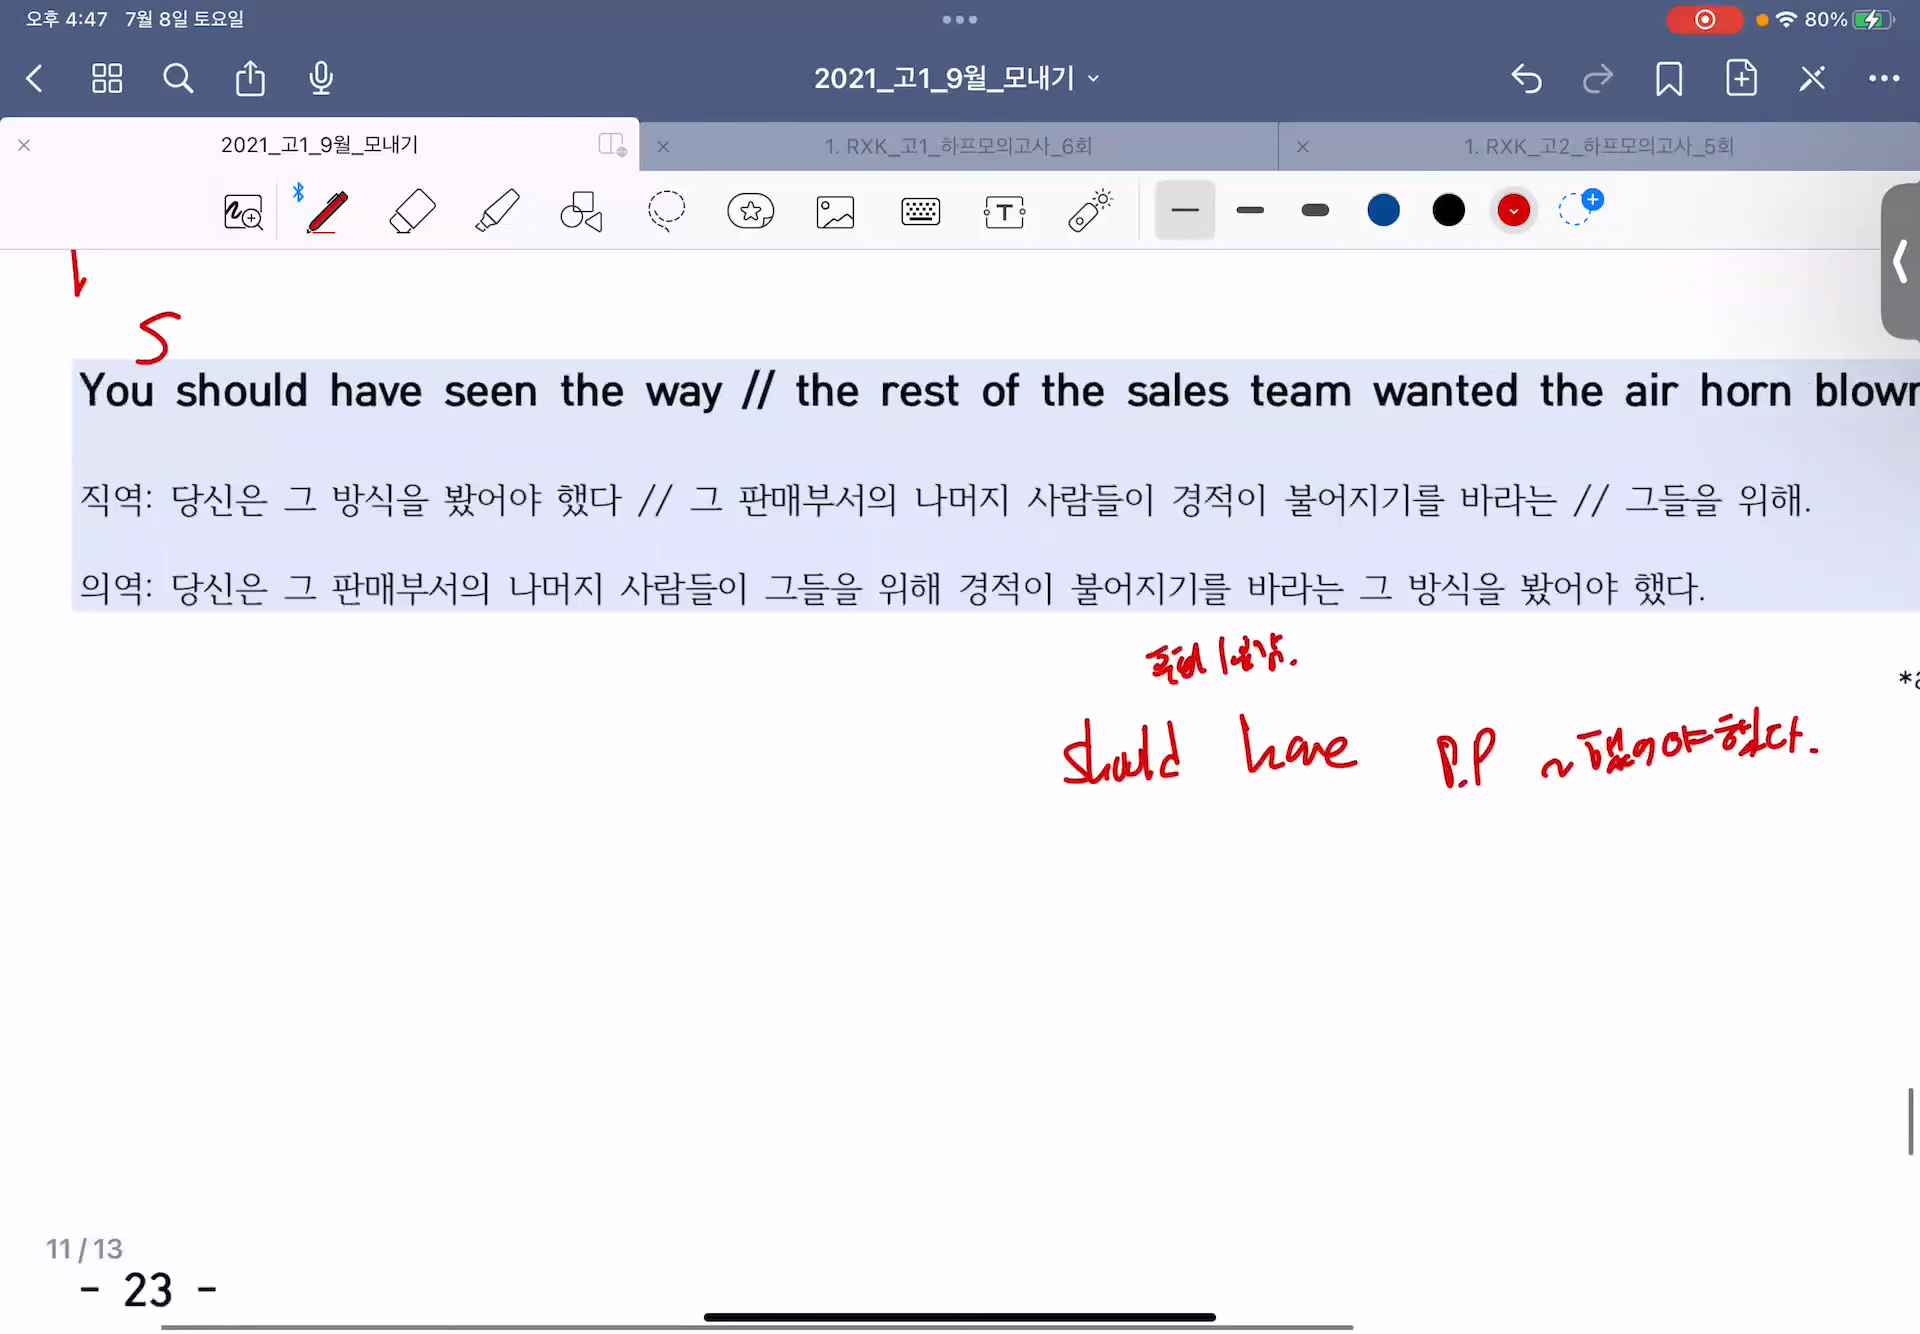 오후 4:47 7월 8일 토요일
80%
2021_고1_9월_모내기
2021_고1_9월_모내기
1. RXK_고1_하프모의고사_6회
1. RXK_고2_하프모의고사_5회
S
You should have seen the way // the rest of the sales team wanted the air horn blown
직역: 당신은 그 방식을 봤어야 했다 // 그 판매부서의 나머지 사람들이 경적이 불어지기를 바라는 // 그들을 위해.
의역: 당신은 그 판매부서의 나머지 사람들이 그들을 위해 경적이 불어지기를 바라는 그 방식을 봤어야 했다.
should have p.p ~했어야 했다.
11 / 13
- 23 -